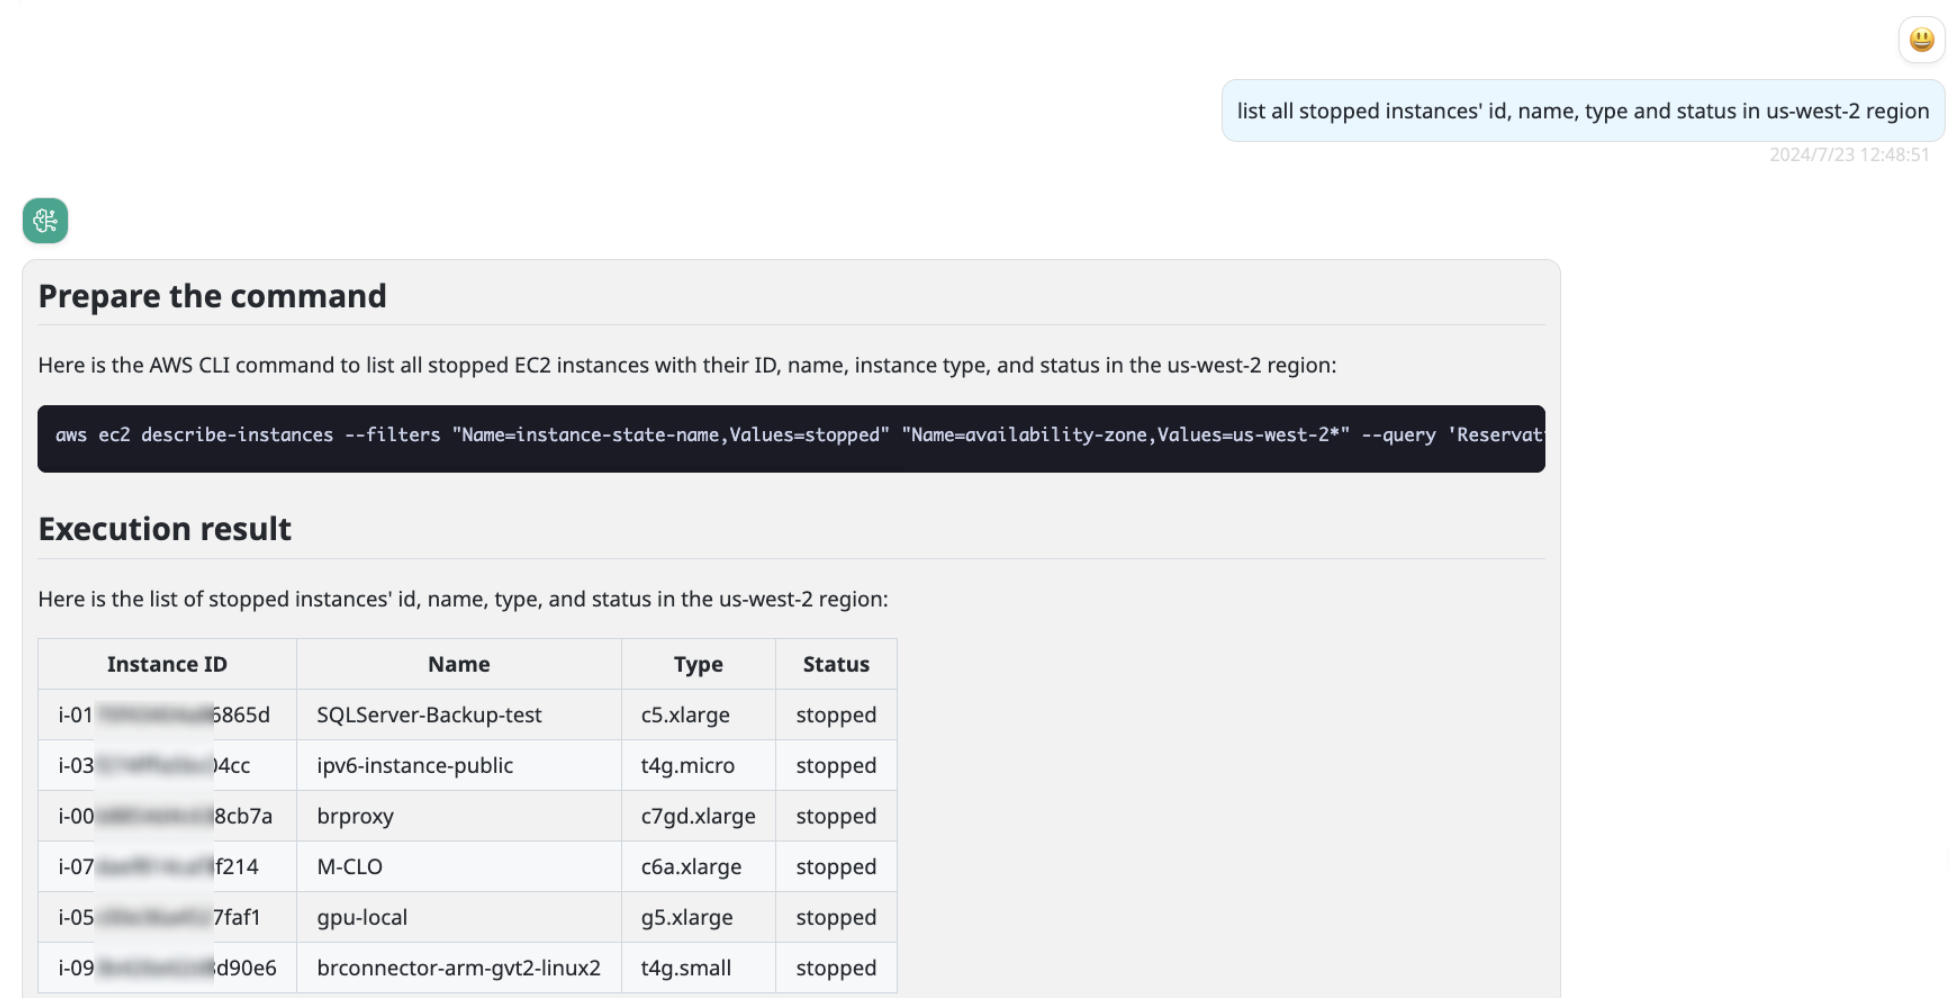 list all stopped instances' id, name, type and status in us-west-2 region
2024/7/23 12:48:51
Prepare the command
Here is the AWS CLI command to list all stopped EC2 instances with their ID, name, instance type, and status in the us-west-2 region:
aws ec2 describe-instances --filters "Name=instance-state-name,Values=stopped" "Name=availability-zone,Values=us-west-2*" --query 'Reservat
Execution result
Here is the list of stopped instances' id, name, type, and status in the us-west-2 region:
Instance ID Name Type Status
i-01 6865d SQLServer-Backup-test c5.xlarge stopped
i-03 04cc ipv6-instance-public t4g.micro stopped
i-00 8cb7a brproxy c7gd.xlarge stopped
i-07 f214 M-CLO c6a.xlarge stopped
i-05 7faf1 gpu-local g5.xlarge stopped
i-09 d90e6 brconnector-arm-gvt2-linux2 t4g.small stopped